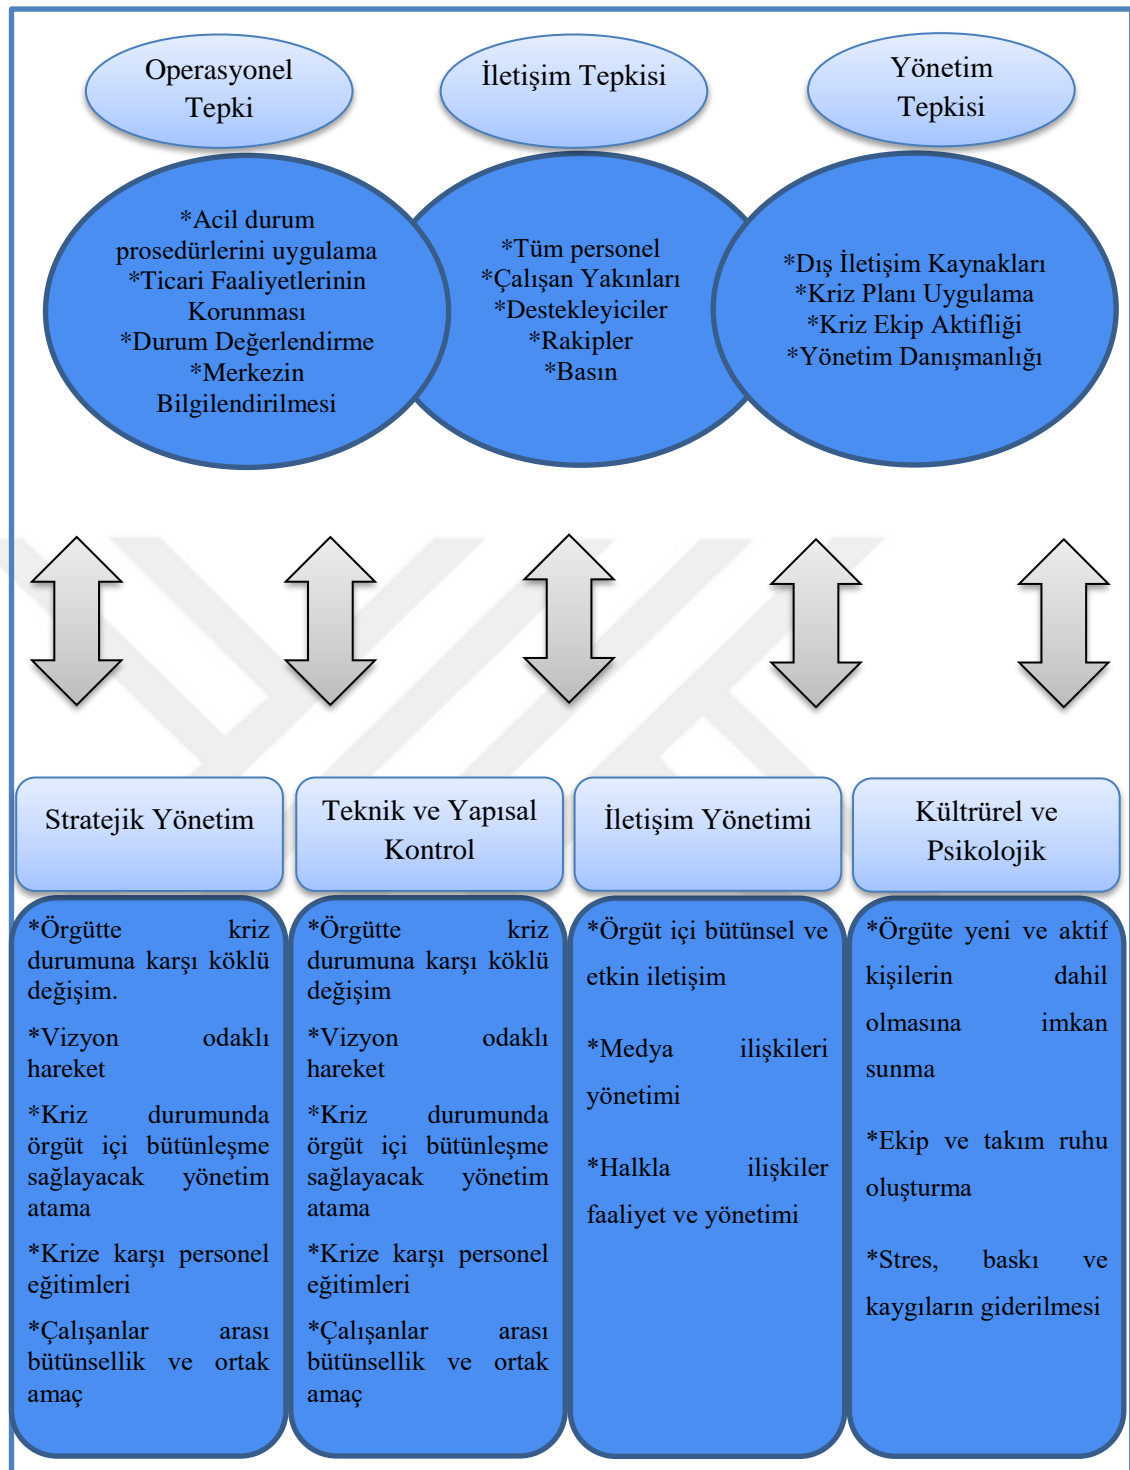 Operasyonel
Tepki
İletişim Tepkisi
Yönetim
Tepkisi
*Acil durum
prosedürlerini uygulama
*Ticari Faaliyetlerinin
Korunması
*Durum Değerlendirme
*Merkezin
Bilgilendirilmesi
*Tüm personel
*Çalışan Yakınları
*Destekleyiciler
*Rakipler
*Basın
*Dış İletişim Kaynakları
*Kriz Planı Uygulama
*Kriz Ekip Aktifliği
*Yönetim Danışmanlığı
Stratejik Yönetim
Teknik ve Yapısal
Kontrol
İletişim Yönetimi
Kültrürel ve
Psikolojik
*Örgütte kriz
durumuna karşı köklü
değişim.
*Vizyon odaklı
hareket
*Kriz durumunda
örgüt içi bütünleşme
sağlayacak yönetim
atama
*Krize karşı personel
eğitimleri
*Çalışanlar arası
bütünsellik ve ortak
amaç
*Örgütte kriz
durumuna karşı köklü
değişim
*Vizyon odaklı
hareket
*Kriz durumunda
örgüt içi bütünleşme
sağlayacak yönetim
atama
*Krize karşı personel
eğitimleri
*Çalışanlar arası
bütünsellik ve ortak
amaç
*Örgüt içi bütünsel ve
etkin iletişim
*Medya ilişkileri
yönetimi
*Halkla ilişkiler
faaliyet ve yönetimi
*Örgüte yeni ve aktif
kişilerin dahil
olmasına imkan
sunma
*Ekip ve takım ruhu
oluşturma
*Stres, baskı ve
kaygıların giderilmesi